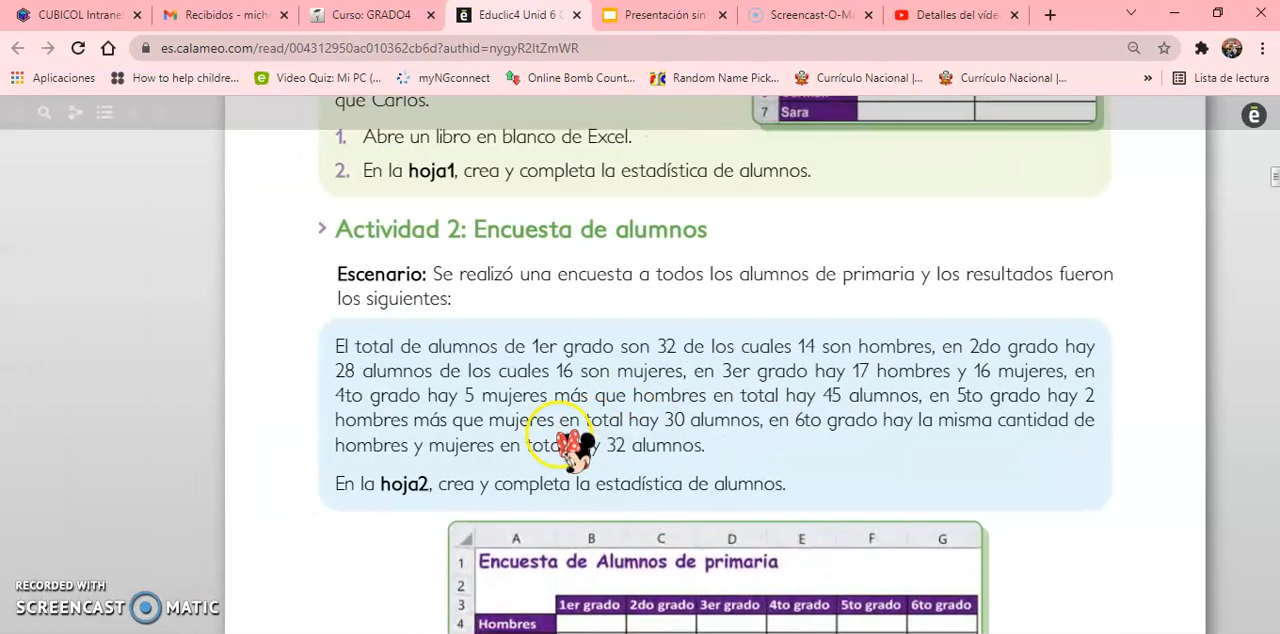 CUBICOL Intranet
Recibidos - mich
Curso: GRADO4
Educlic4 Unid 6 C
Presentación sin
Screencast-O-Ma
Detalles del víde
es.calameo.com/read/004312950ac010362cb6d?authid=nygyR2ItZmWR
Aplicaciones
How to help childre...
Video Quiz: Mi PC (...
myNGconnect
Online Bomb Count...
Random Name Pick...
Currículo Nacional |...
Currículo Nacional |...
»
Lista de lectura
que Carlos.
7 Sara
1. Abre un libro en blanco de Excel.
2. En la hoja1, crea y completa la estadística de alumnos.
> Actividad 2: Encuesta de alumnos
Escenario: Se realizó una encuesta a todos los alumnos de primaria y los resultados fueron
los siguientes:
El total de alumnos de 1er grado son 32 de los cuales 14 son hombres, en 2do grado hay
28 alumnos de los cuales 16 son mujeres, en 3er grado hay 17 hombres y 16 mujeres, en
4to grado hay 5 mujeres más que hombres en total hay 45 alumnos, en 5to grado hay 2
hombres más que mujeres en total hay 30 alumnos, en 6to grado hay la misma cantidad de
hombres y mujeres en total y 32 alumnos.
En la hoja2, crea y completa la estadística de alumnos.
A B C D E F G
1 Encuesta de Alumnos de primaria
2
3 1er grado 2do grado 3er grado 4to grado 5to grado 6to grado
4 Hombres
RECORDED WITH
SCREENCAST MATIC